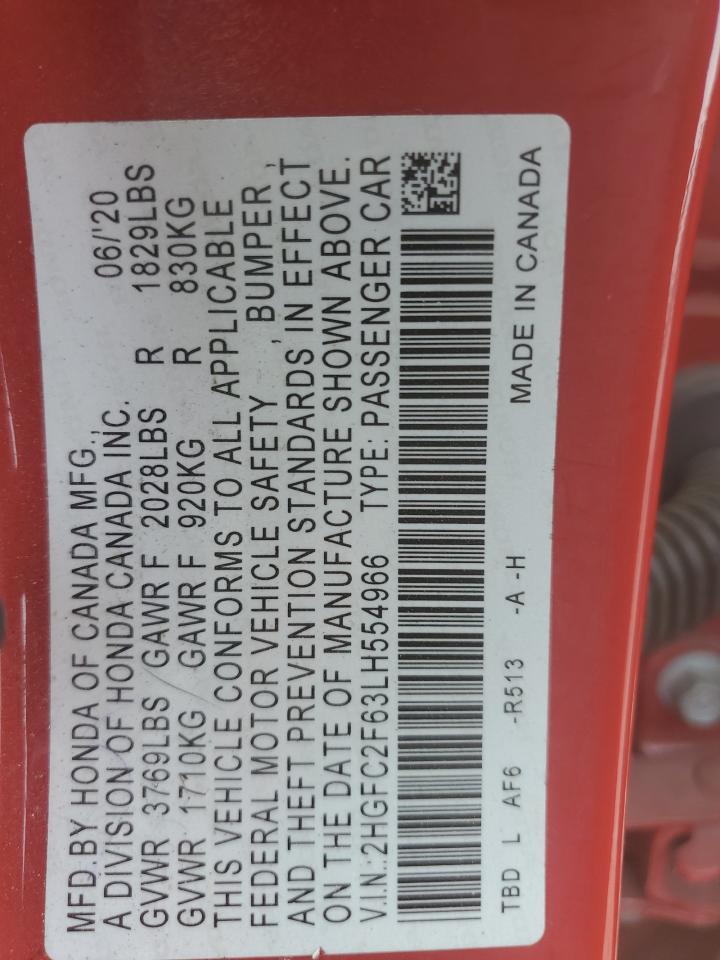 MFD.BY HONDA OF CANADA MFG.,
A DIVISION OF HONDA CANADA INC. 06/'20
GVWR 3769LBS GAWR F 2028LBS R 1829LBS
GVWR 1710KG GAWR F 920KG R 830KG
THIS VEHICLE CONFORMS TO ALL APPLICABLE
FEDERAL MOTOR VEHICLE SAFETY , BUMPER ,
AND THEFT PREVENTION STANDARDS IN EFFECT
ON THE DATE OF MANUFACTURE SHOWN ABOVE.
V.I.N.:2HGFC2F63LH554966 TYPE: PASSENGER CAR
TBD L AF6 -R513 -A -H MADE IN CANADA